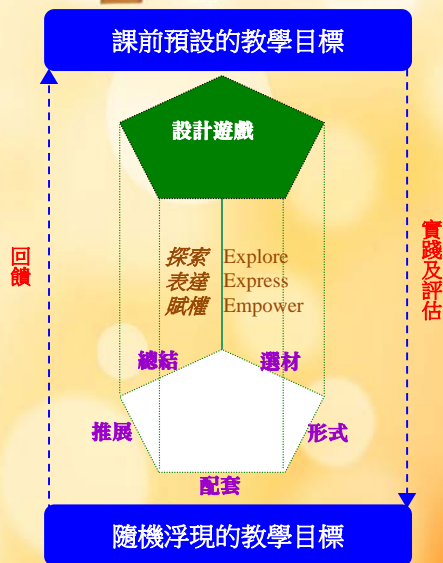 課前預設的教學目標
設計遊戲
探索 Explore
表達 Express
賦權 Empower
回饋
實踐及評估
總結
選材
推展
形式
配套
隨機浮現的教學目標